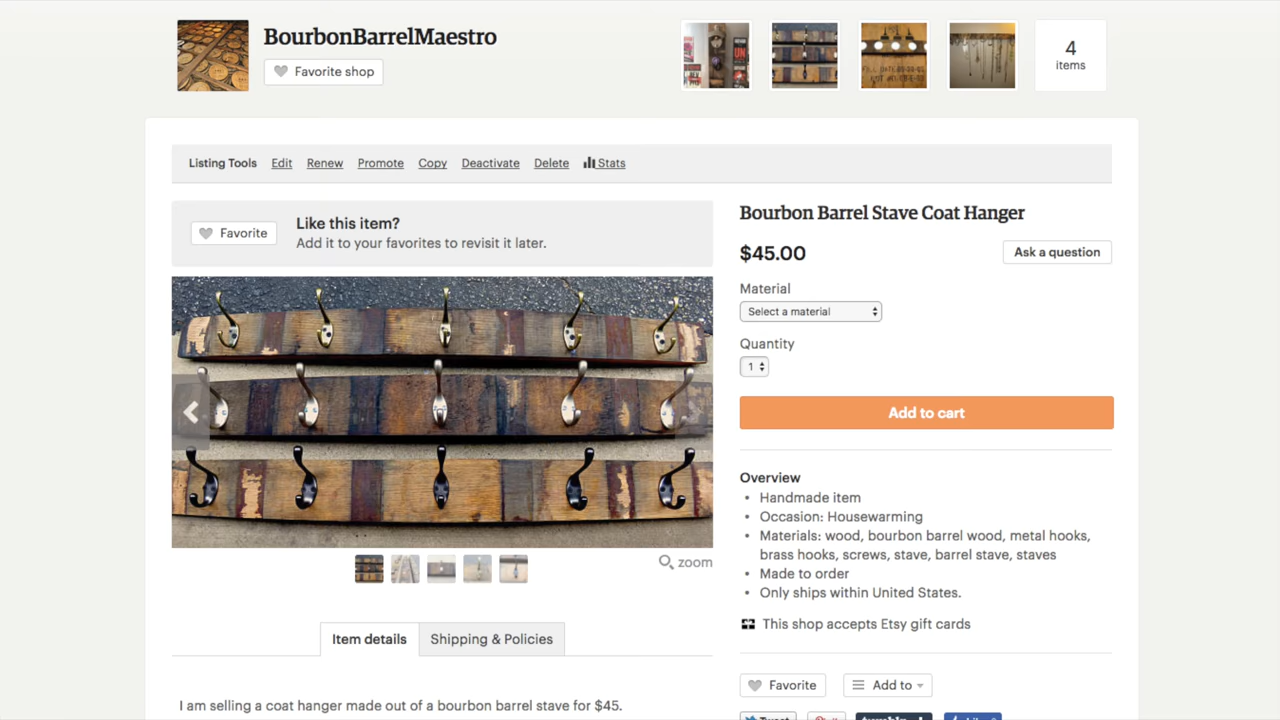 BourbonBarrelMaestro
Favorite shop
4
items
Listing Tools Edit Renew Promote Copy Deactivate Delete Stats
Favorite
Like this item?
Add it to your favorites to revisit it later.
zoom
Item details
Shipping & Policies
I am selling a coat hanger made out of a bourbon barrel stave for $45.
Bourbon Barrel Stave Coat Hanger
$45.00
Ask a question
Material
Select a material
Quantity
1
Add to cart
Overview
• Handmade item
• Occasion: Housewarming
• Materials: wood, bourbon barrel wood, metal hooks,
brass hooks, screws, stave, barrel stave, staves
• Made to order
• Only ships within United States.
This shop accepts Etsy gift cards
Favorite
Add to
Tweet